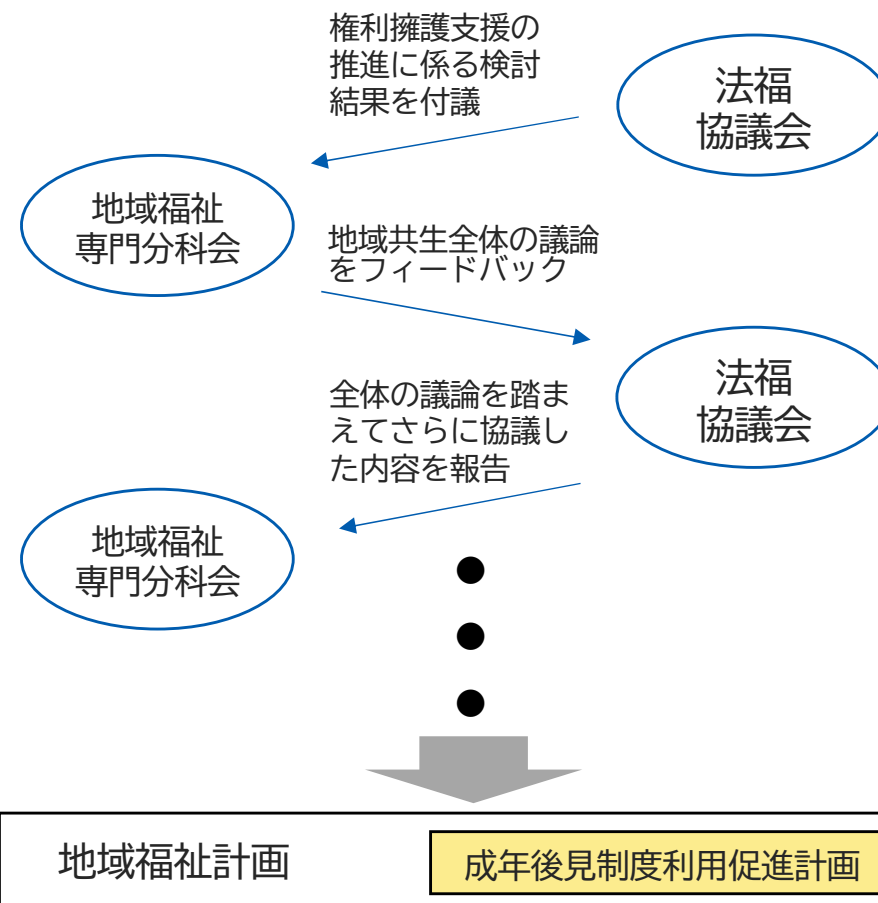 権利擁護支援の
推進に係る検討
結果を付議
法福
協議会
地域福祉
専門分科会
地域共生全体の議論
をフィードバック
法福
協議会
全体の議論を踏ま
えてさらに協議し
た内容を報告
地域福祉
専門分科会
地域福祉計画
成年後見制度利用促進計画